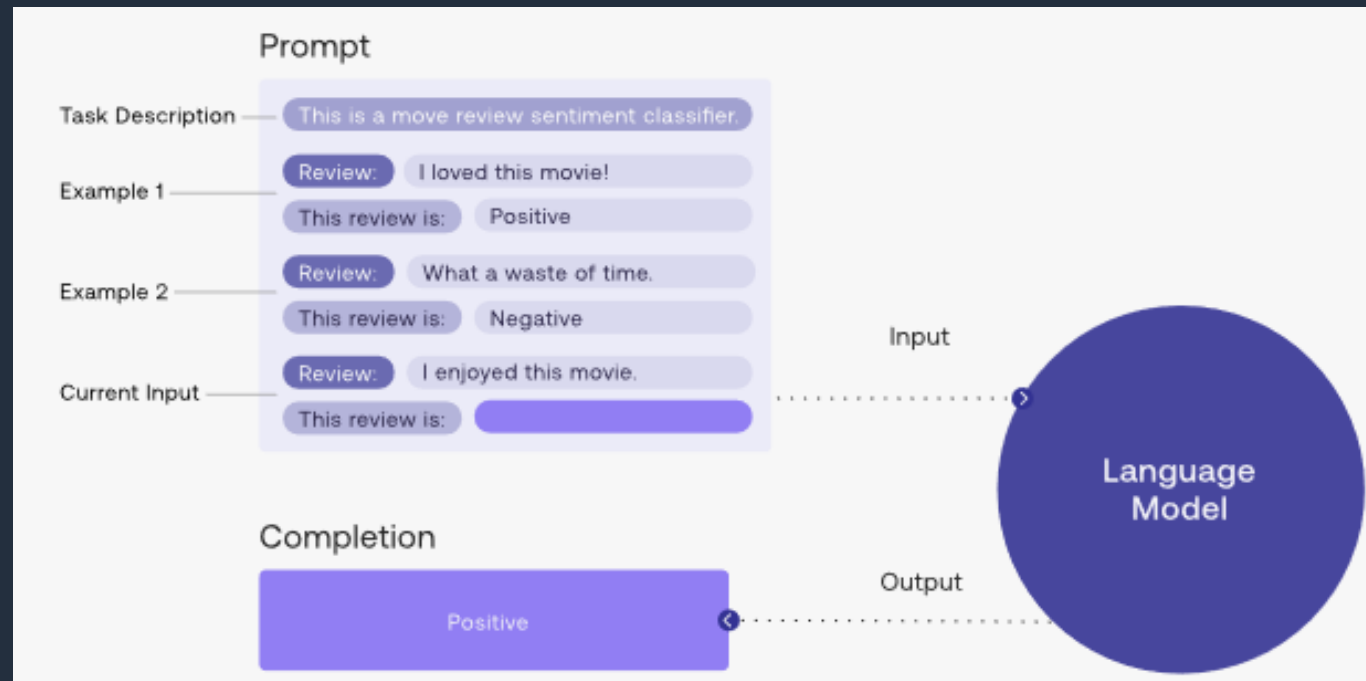 Prompt
Task Description
This is a move review sentiment classifier.
Example 1
Review: I loved this movie!
This review is: Positive
Example 2
Review: What a waste of time.
This review is: Negative
Current Input
Review: I enjoyed this movie.
This review is:
Input
Language
Model
Completion
Positive
Output